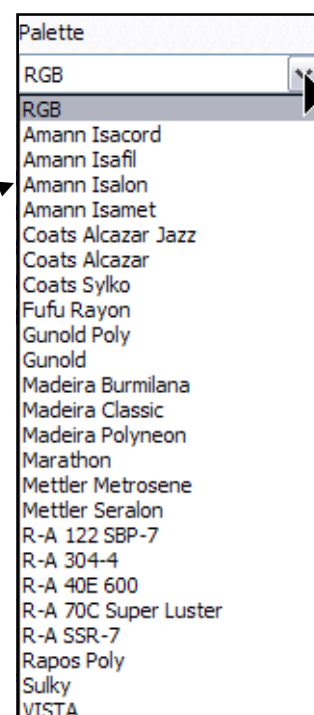 Palette
RGB
RGB
Amann Isacord
Amann Isafil
Amann Isalon
Amann Isamet
Coats Alcazar Jazz
Coats Alcazar
Coats Sylko
Fufu Rayon
Gunold Poly
Gunold
Madeira Burmilana
Madeira Classic
Madeira Polyneon
Marathon
Mettler Metrosene
Mettler Seralon
R-A 122 SBP-7
R-A 304-4
R-A 40E 600
R-A 70C Super Luster
R-A SSR-7
Rapos Poly
Sulky
VISTA